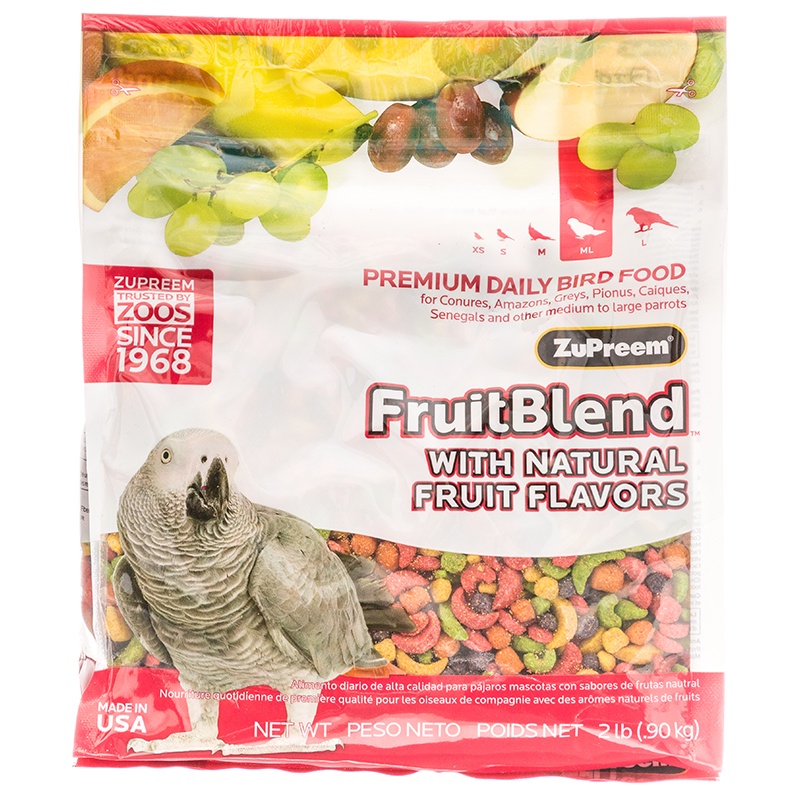 XS S M ML L
PREMIUM DAILY BIRD FOOD
for Conures, Amazons, Greys, Pionus, Caiques,
Senegals and other medium to large parrots
ZUPREEM
TRUSTED BY
ZOOS
SINCE
1968
ZuPreem®
FruitBlend™
WITH NATURAL
FRUIT FLAVORS
Alimento diario de alta calidad para pájaros mascotas con sabores de frutas nautral
Nourriture quotidienne de première qualité pour les oiseaux de compagnie avec des arômes naturels de fruits
MADE IN
USA
NET WT PESO NETO POIDS NET 2 lb (.90 kg)